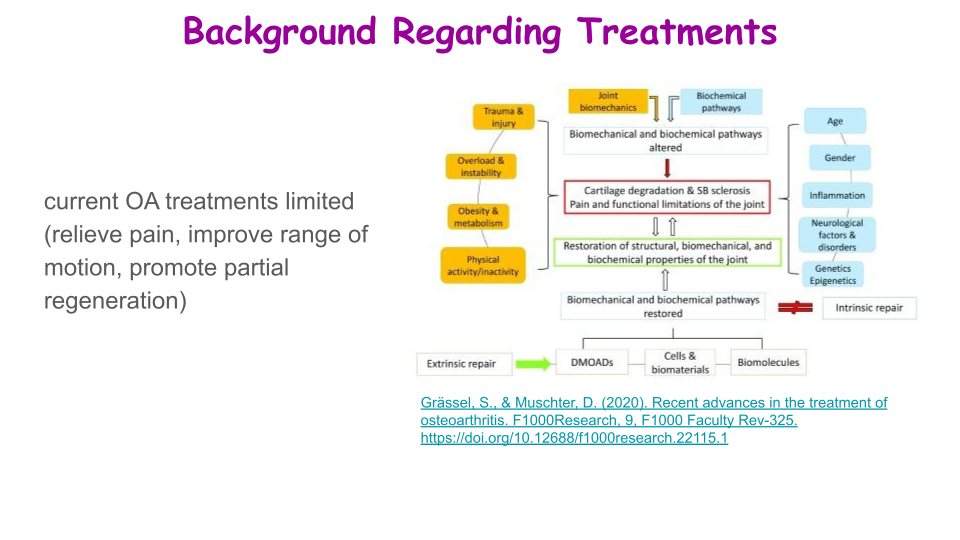 Background Regarding Treatments
current OA treatments limited
(relieve pain, improve range of
motion, promote partial
regeneration)
Joint
biomechanics
Biochemical
pathways
Trauma &
injury
Overload &
instability
Obesity &
metabolism
Physical
activity/inactivity
Biomechanical and biochemical pathways
altered
Cartilage degradation & SB sclerosis
Pain and functional limitations of the joint
Restoration of structural, biomechanical, and
biochemical properties of the joint
Biomechanical and biochemical pathways
restored
Age
Gender
Inflammation
Neurological
factors &
disorders
Genetics
Epigenetics
Intrinsic repair
Extrinsic repair
DMOADs
Cells &
biomaterials
Biomolecules
Grässel, S., & Muschter, D. (2020). Recent advances in the treatment of
osteoarthritis. F1000Research, 9, F1000 Faculty Rev-325.
https://doi.org/10.12688/f1000research.22115.1